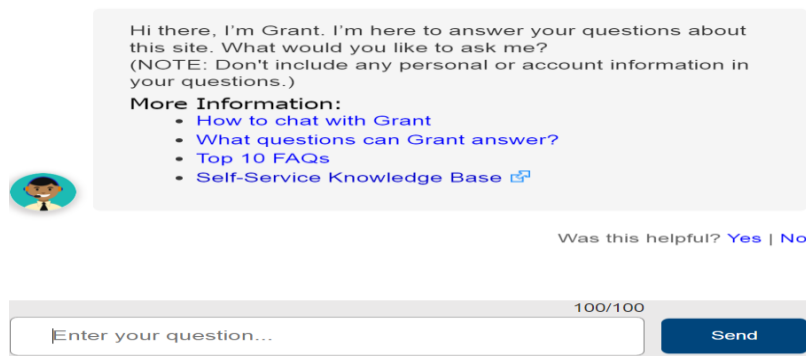 Hi there, I'm Grant. I'm here to answer your questions about
this site. What would you like to ask me?
(NOTE: Don't include any personal or account information in
your questions.)
More Information:
• How to chat with Grant
• What questions can Grant answer?
• Top 10 FAQs
• Self-Service Knowledge Base
Was this helpful? Yes | No
100/100
Enter your question...
Send